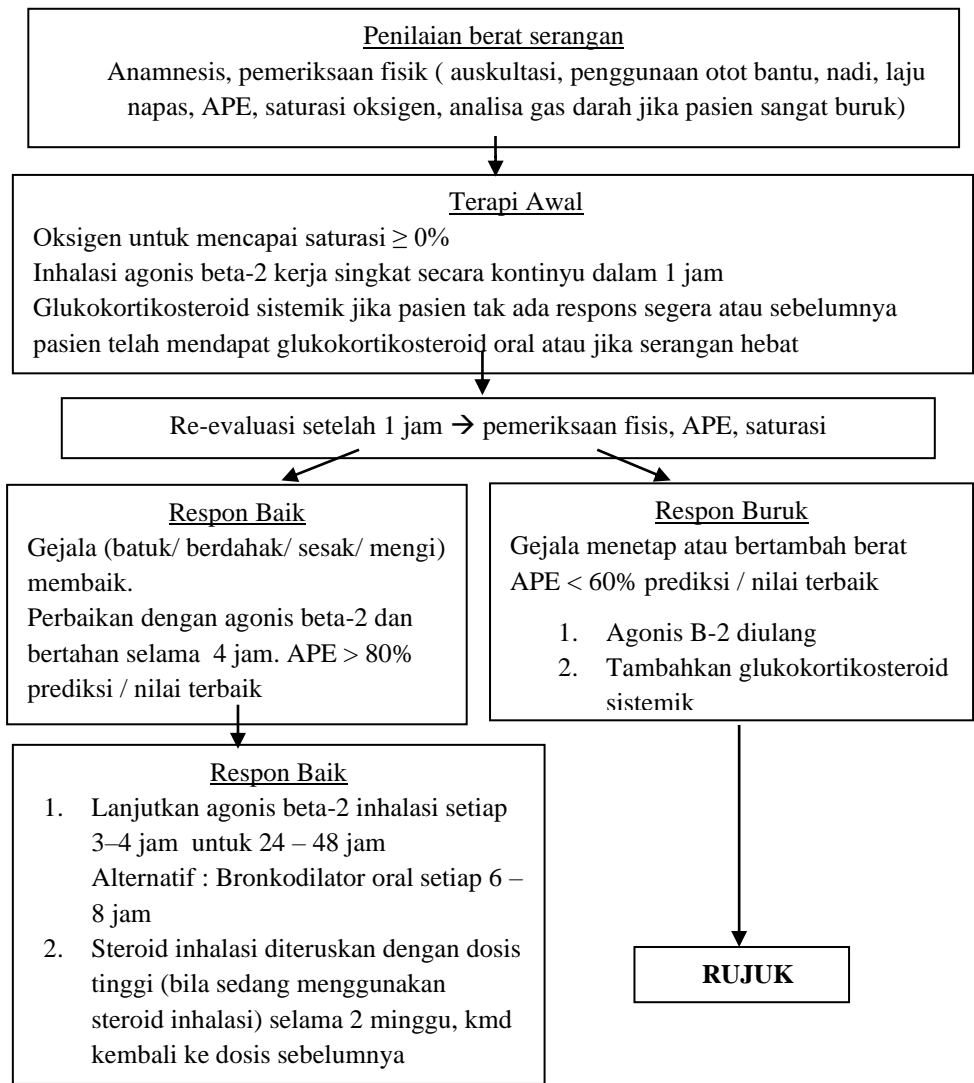 Penilaian berat serangan
Anamnesis, pemeriksaan fisik ( auskultasi, penggunaan otot bantu, nadi, laju
napas, APE, saturasi oksigen, analisa gas darah jika pasien sangat buruk)
Terapi Awal
Oksigen untuk mencapai saturasi ≥ 0%
Inhalasi agonis beta-2 kerja singkat secara kontinyu dalam 1 jam
Glukokortikosteroid sistemik jika pasien tak ada respons segera atau sebelumnya
pasien telah mendapat glukokortikosteroid oral atau jika serangan hebat
Re-evaluasi setelah 1 jam → pemeriksaan fisis, APE, saturasi
Respon Baik
Gejala (batuk/ berdahak/ sesak/ mengi)
membaik.
Perbaikan dengan agonis beta-2 dan
bertahan selama 4 jam. APE > 80%
prediksi / nilai terbaik
Respon Buruk
Gejala menetap atau bertambah berat
APE < 60% prediksi / nilai terbaik
1. Agonis B-2 diulang
2. Tambahkan glukokortikosteroid
sistemik
Respon Baik
1. Lanjutkan agonis beta-2 inhalasi setiap
3–4 jam untuk 24 – 48 jam
Alternatif : Bronkodilator oral setiap 6 –
8 jam
2. Steroid inhalasi diteruskan dengan dosis
tinggi (bila sedang menggunakan
steroid inhalasi) selama 2 minggu, kmd
kembali ke dosis sebelumnya
RUJUK